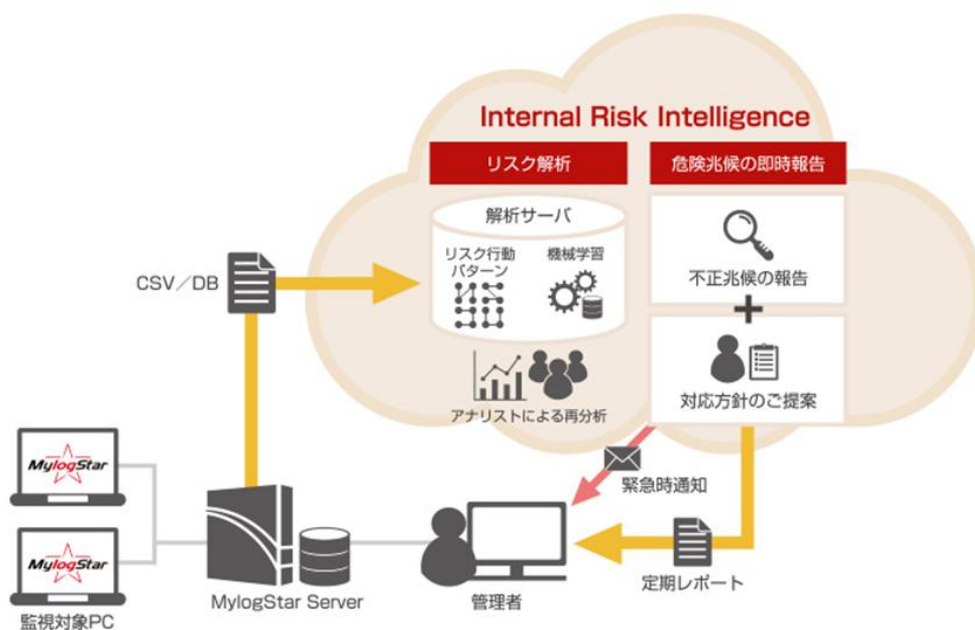 Internal Risk Intelligence
リスク解析
危険兆候の即時報告
解析サーバ
リスク行動
パターン
機械学習
不正兆候の報告
+
対応方針のご提案
アナリストによる再分析
CSV／DB
緊急時通知
MylogStar
MylogStar
監視対象PC
MylogStar Server
管理者
定期レポート